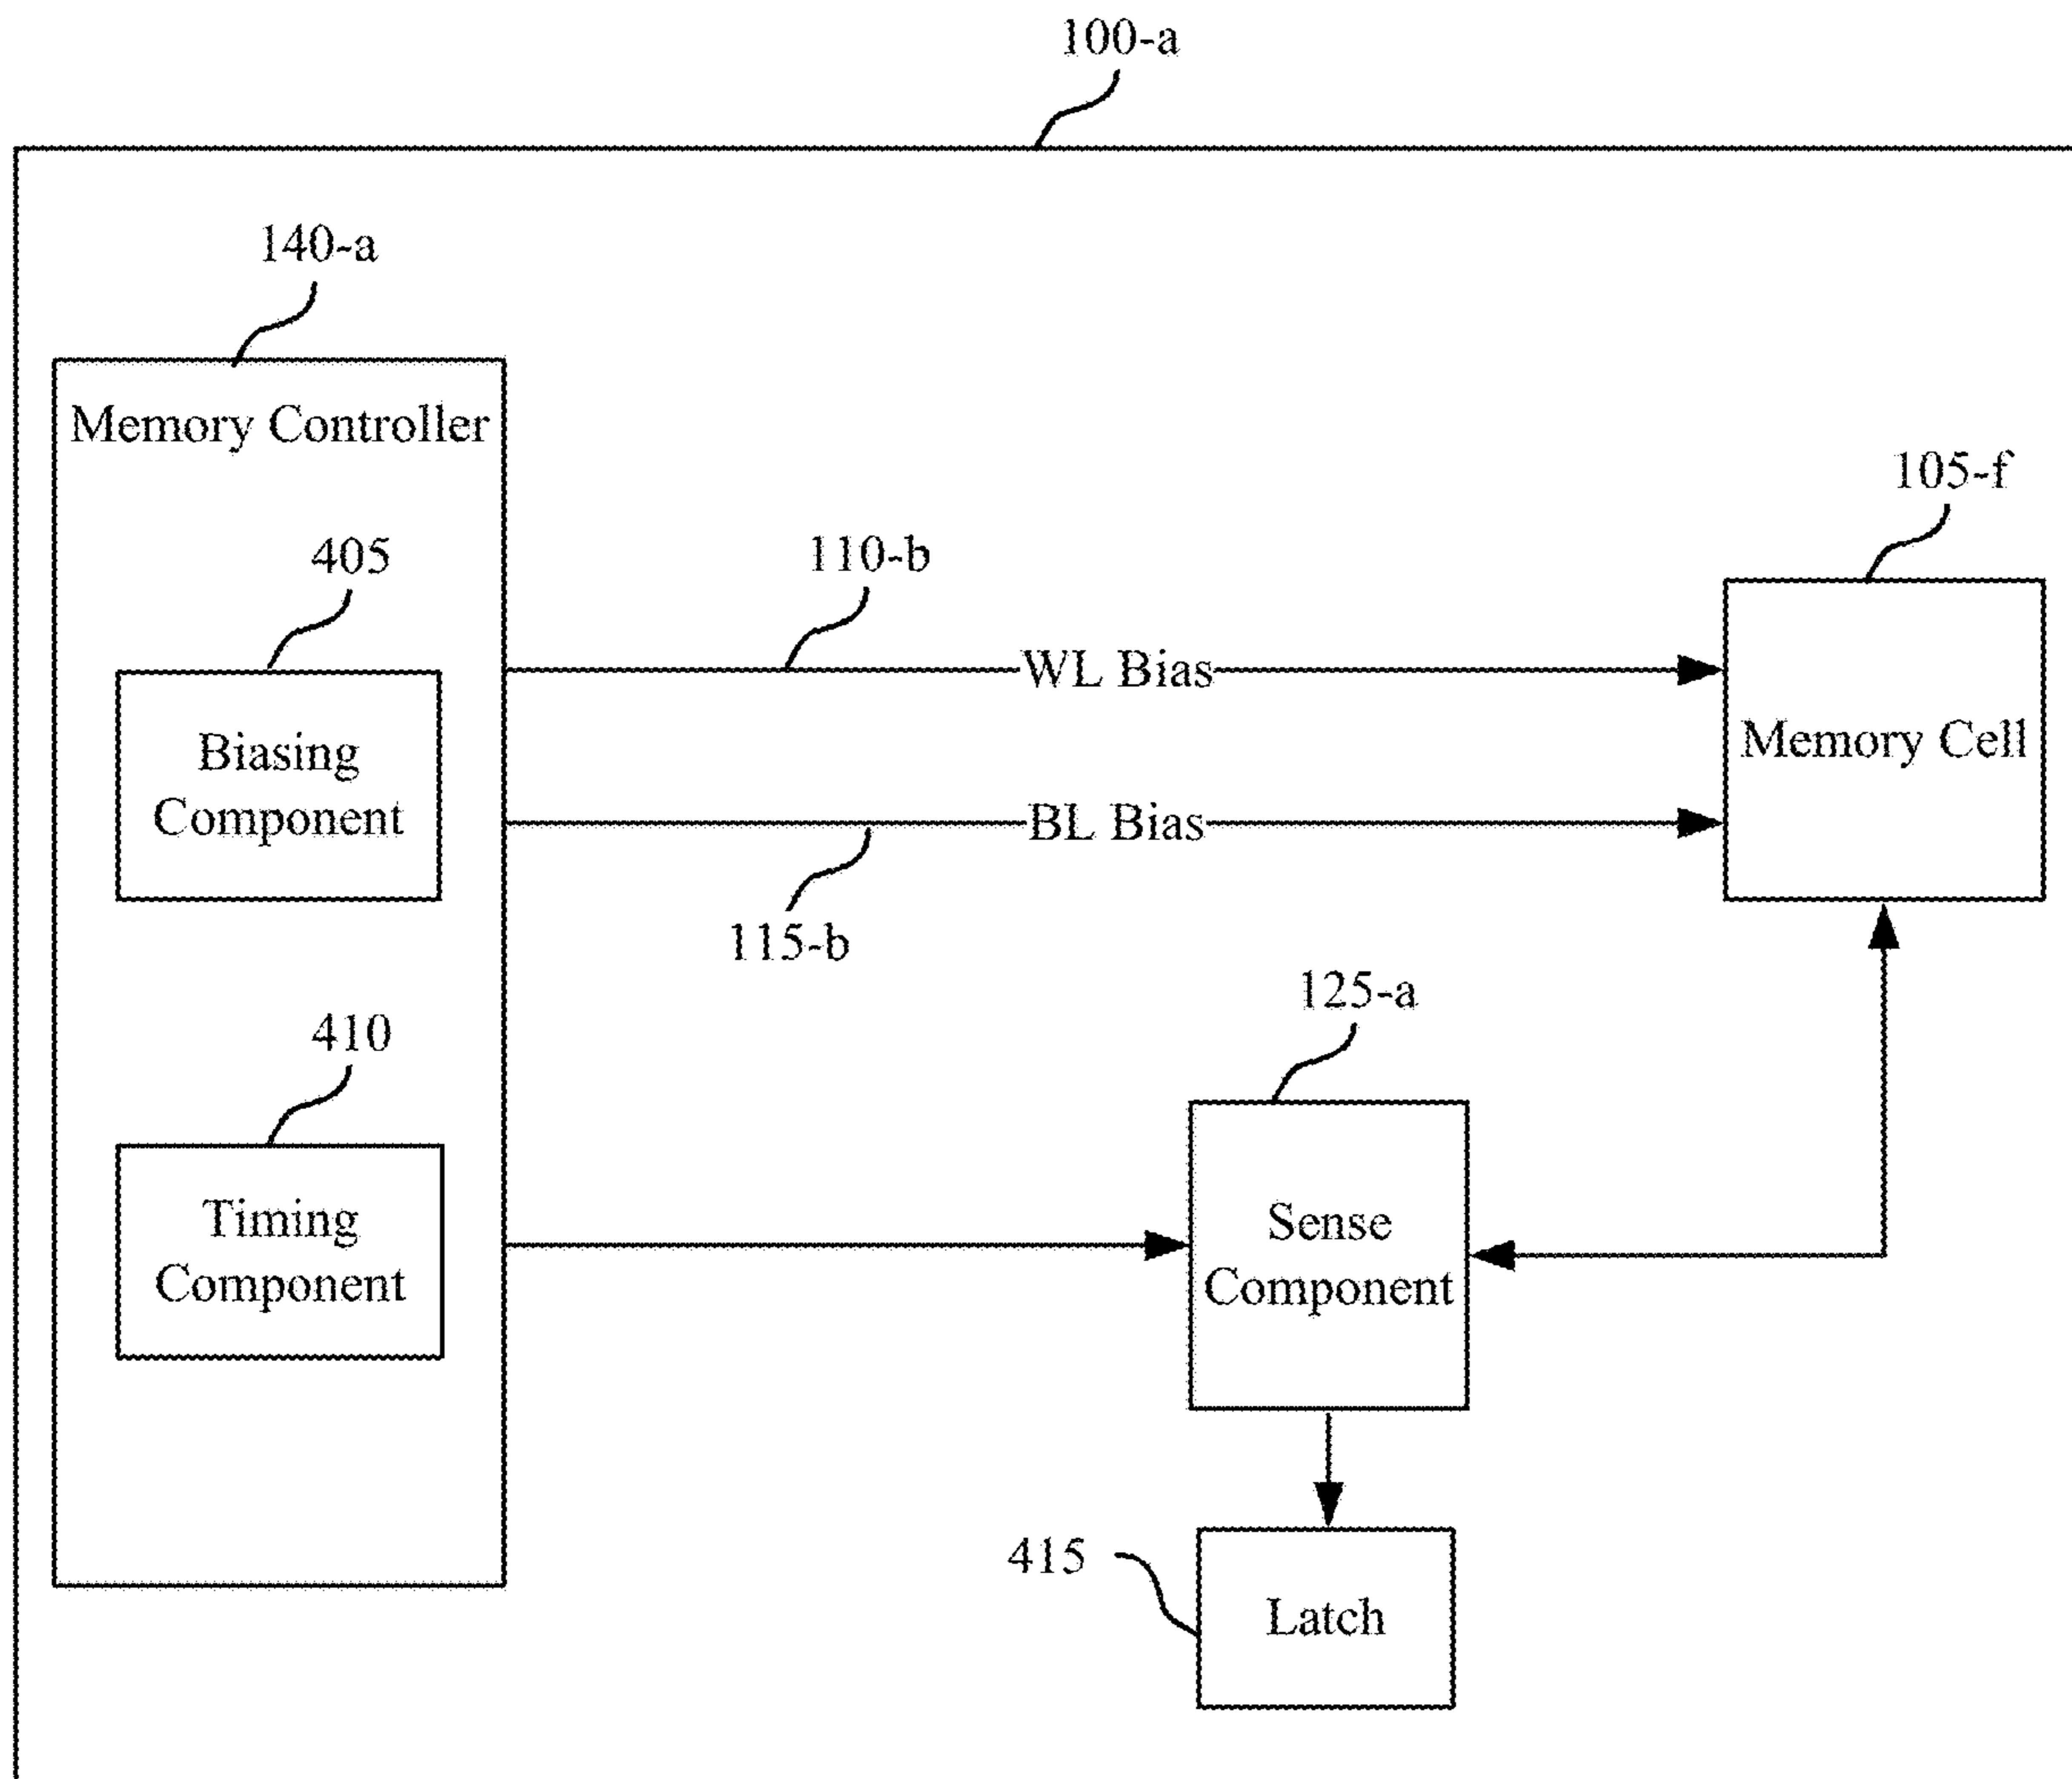 100-a
140-a
Memory Controller
105-f
405
110-b
WL Bias
Biasing
Component
Memory Cell
BL Bias
115-b
125-a
410
Timing
Component
Sense
Component
415
Latch